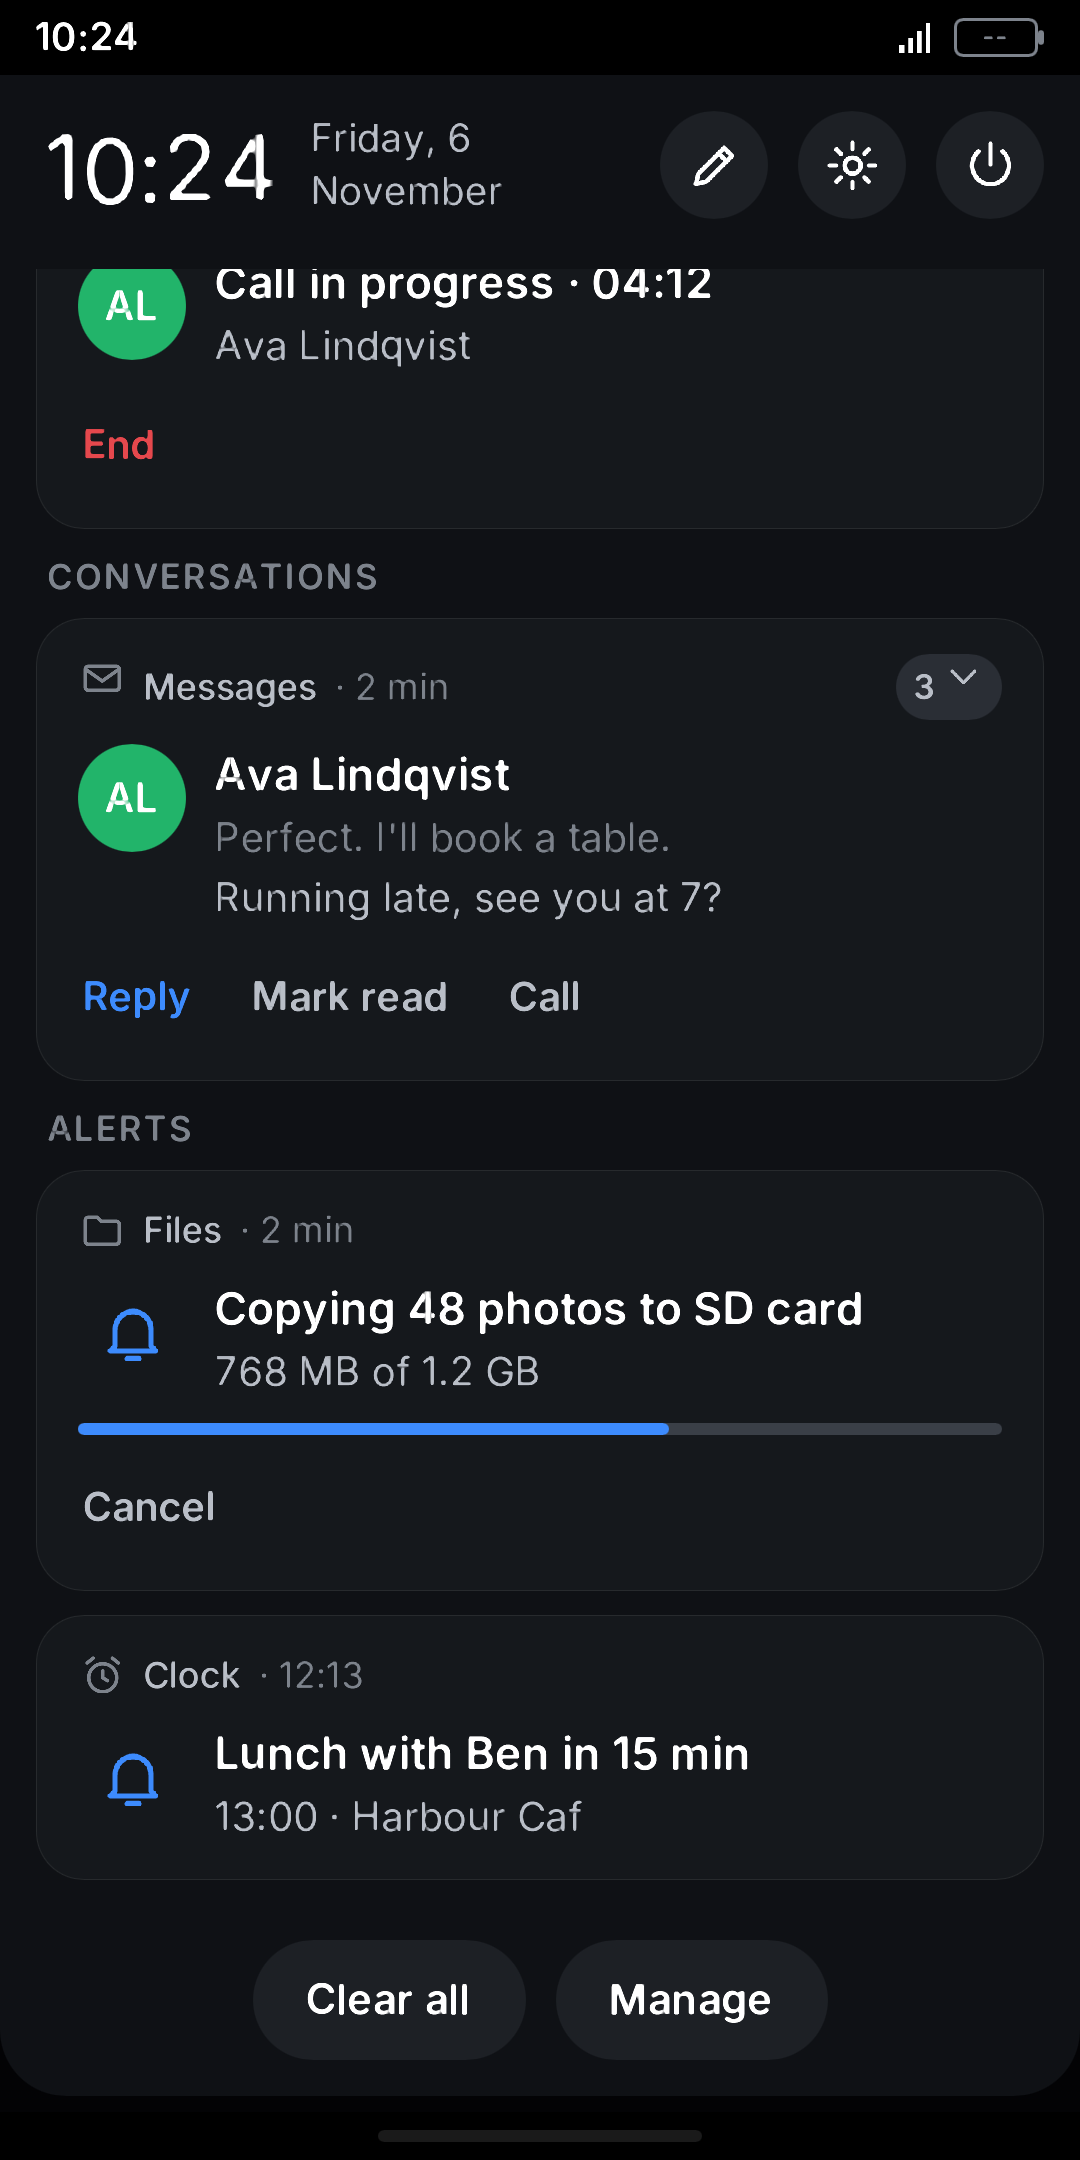 10:24
--
10:24
Friday, 6
November
Call in progress · 04:12
AL
Ava Lindqvist
End
CONVERSATIONS
Messages · 2 min
3
AL
Ava Lindqvist
Perfect. I'll book a table.
Running late, see you at 7?
Reply Mark read Call
ALERTS
Files · 2 min
Copying 48 photos to SD card
768 MB of 1.2 GB
Cancel
Clock · 12:13
Lunch with Ben in 15 min
13:00 · Harbour Caf
Clear all Manage